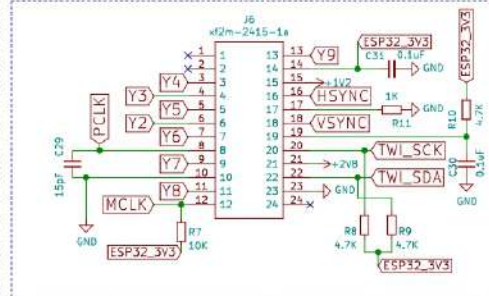 J6
xf2m-2415-1a
ESP32_3V3
C31 0.1uF
GND
ESP32_3V3
1 13 Y9
2 14
Y4 3 15 +1V2
Y3 4 16 HSYNC
1K
Y5 5 17 GND
R11
Y2 6 18 VSYNC
R10 4.7K
PCLK
Y6 7 19
8 20 TWI_SCK
C29 15pF
Y7 9 21 +2V8
C30 0.1uF
10 22 TWI_SDA
Y8 11 23 GND
MCLK 12 24
GND
GND
R7
10K
ESP32_3V3
R8
4.7K
R9
4.7K
ESP32_3V3